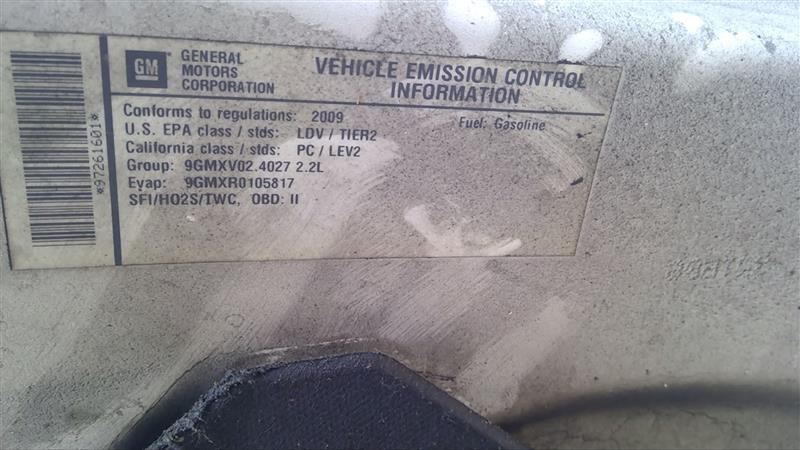 *97261601*
GM
GENERAL
MOTORS
CORPORATION
VEHICLE EMISSION CONTROL
INFORMATION
Conforms to regulations: 2009
Fuel: Gasoline
U.S. EPA class / stds: LDV / TIER2
California class / stds: PC / LEV2
Group: 9GMXV02.4027 2.2L
Evap: 9GMXR0105817
SFI/HO2S/TWC, OBD: II